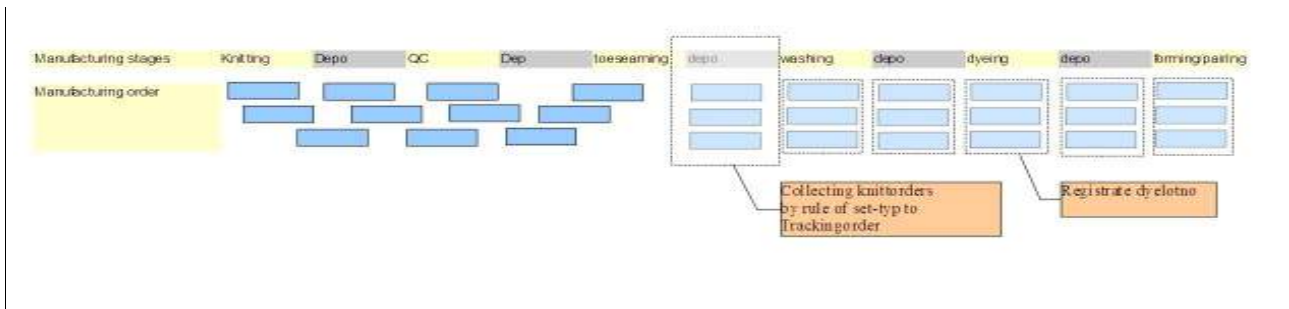 Manufacturing stages Knitting Depo QC Dep toeseaming depo washing depo dyeing depo forming/pairing
Manufacturing order
Collecting knittorders
by rule of set-typ to
Trackingorder
Registrate dyelotno